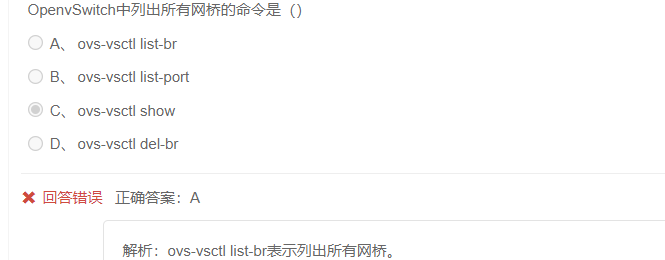 OpenvSwitch中列出所有网桥的命令是（）
A、 ovs-vsctl list-br
B、 ovs-vsctl list-port
C、 ovs-vsctl show
D、 ovs-vsctl del-br
✖ 回答错误 正确答案：A
解析：ovs-vsctl list-br表示列出所有网桥。